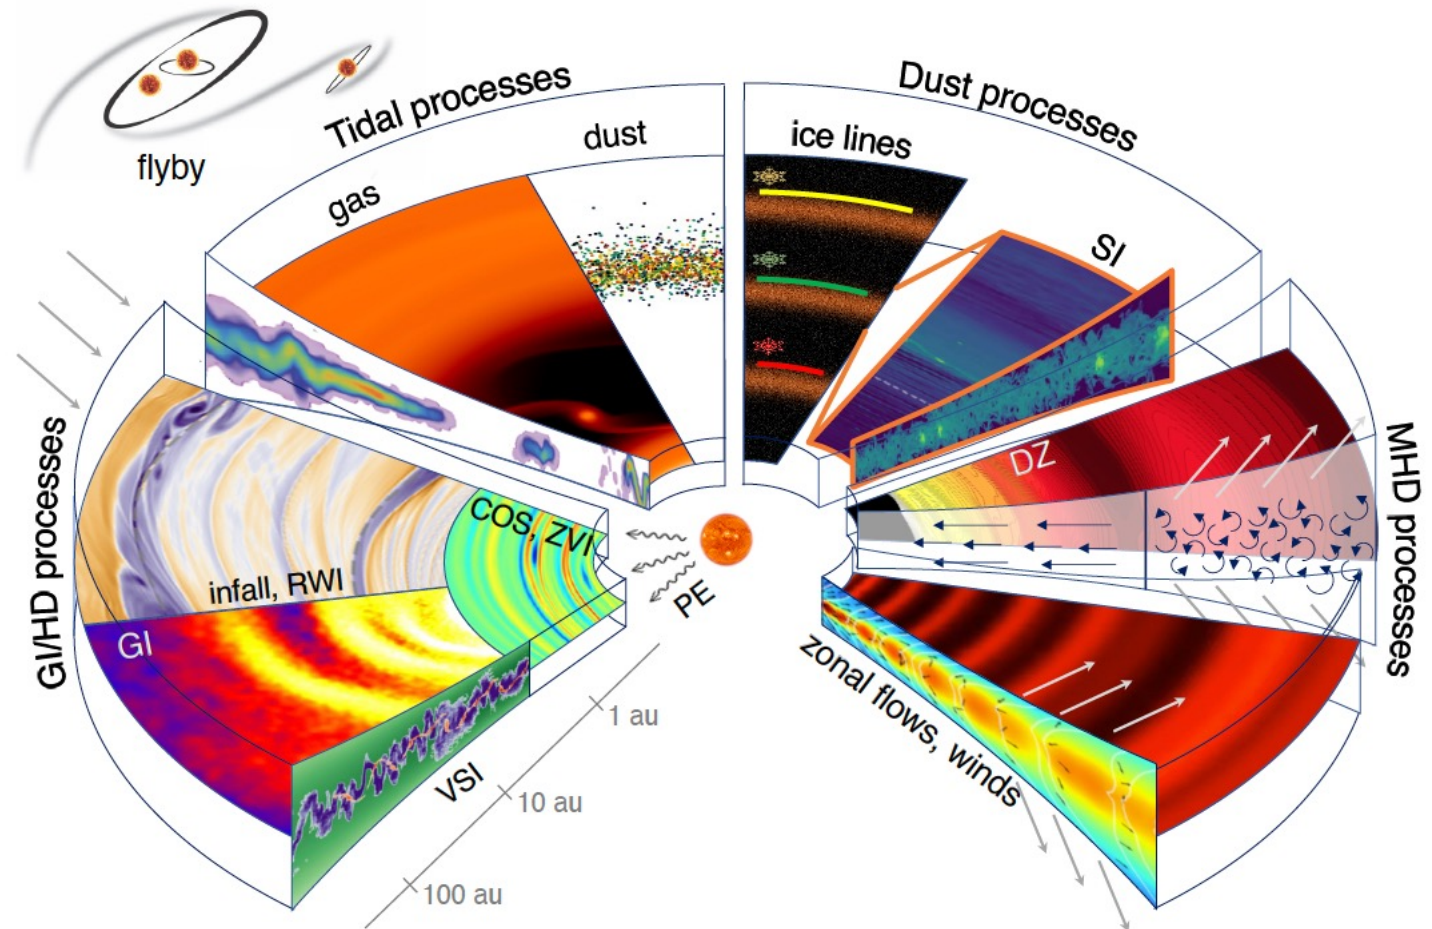 flyby
Tidal processes
gas
dust
Dust processes
ice lines
SI
GI/HD processes
infall, RWI
COS, ZVI
GI
VSI
PE
1 au
10 au
100 au
MHD processes
DZ
zonal flows, winds